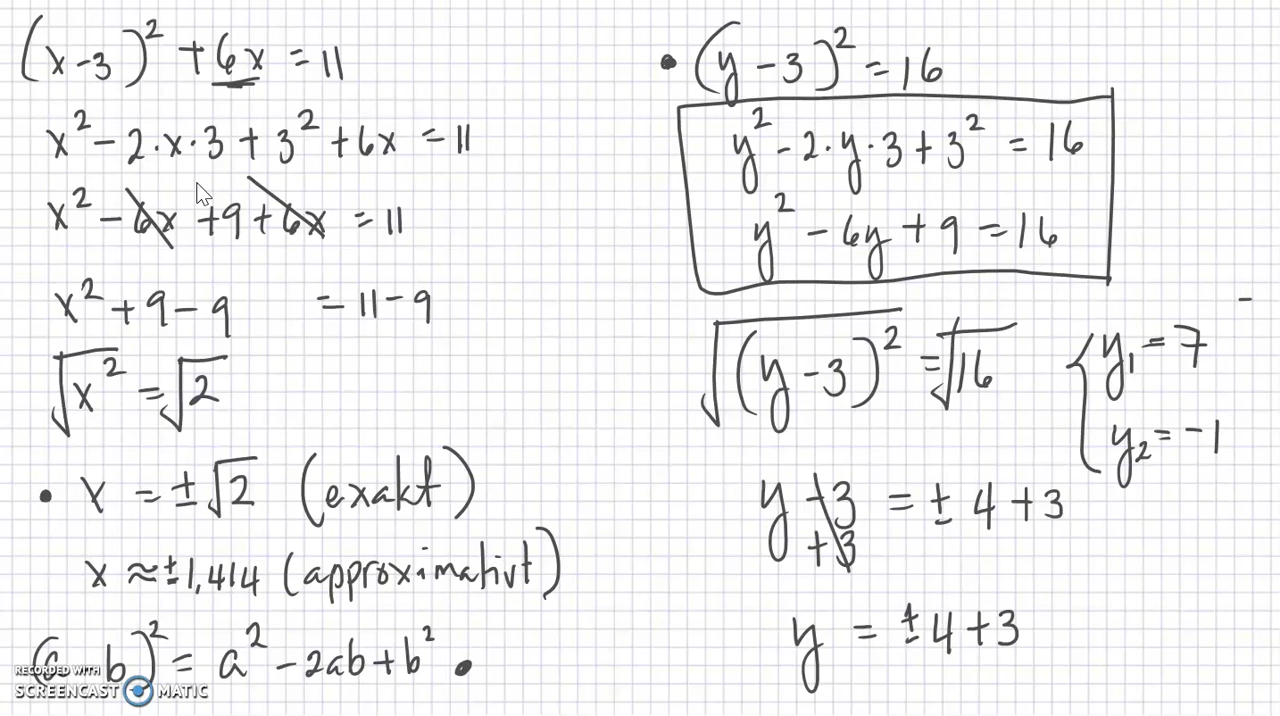 (x-3)² + 6x = 11
x² - 2·x·3 + 3² + 6x = 11
x² - 6x + 9 + 6x = 11
x² + 9 - 9 = 11 - 9
√x² = √2
• x = ±√2 (exakt)
x ≈ ±1,414 (approximativt)
(a b)² = a² - 2ab + b² •
RECORDED WITH
SCREENCAST MATIC
• (y - 3)² = 16
y² - 2·y·3 + 3² = 16
y² - 6y + 9 = 16
√(y-3)² = √16
y₁ = 7
y₂ = -1
y - 3 = ±4 + 3
+3
y = ±4 + 3